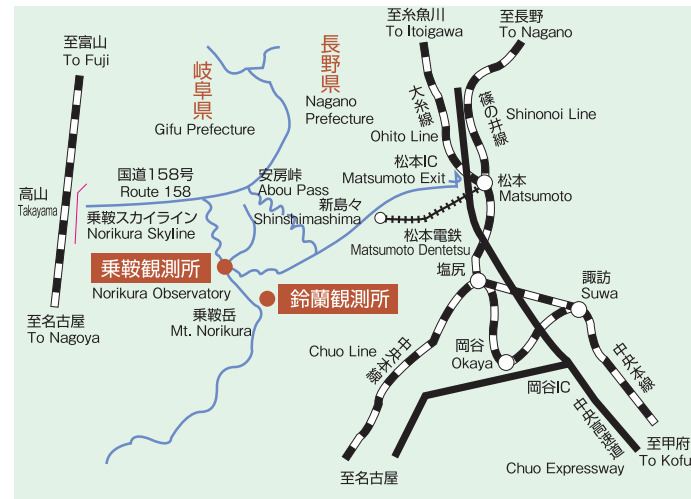 至富山
To Fuji
岐阜県
Gifu Prefecture
長野県
Nagano
Prefecture
至糸魚川
To Itoigawa
至長野
To Nagano
大糸線
Ohito Line
篠の井線
Shinonoi Line
高山
Takayama
国道158号
Route 158
安房峠
Abou Pass
松本IC
Matsumoto Exit
松本
Matsumoto
新島々
Shinshimashima
乗鞍スカイライン
Norikura Skyline
松本電鉄
Matsumoto Dentetsu
乗鞍観測所
Norikura Observatory
鈴蘭観測所
乗鞍岳
Mt. Norikura
塩尻
諏訪
Suwa
至名古屋
To Nagoya
Chuo Line
中央本線
岡谷
Okaya
岡谷IC
中央本線
中央高速道
Chuo Expressway
至名古屋
至甲府
To Kofu